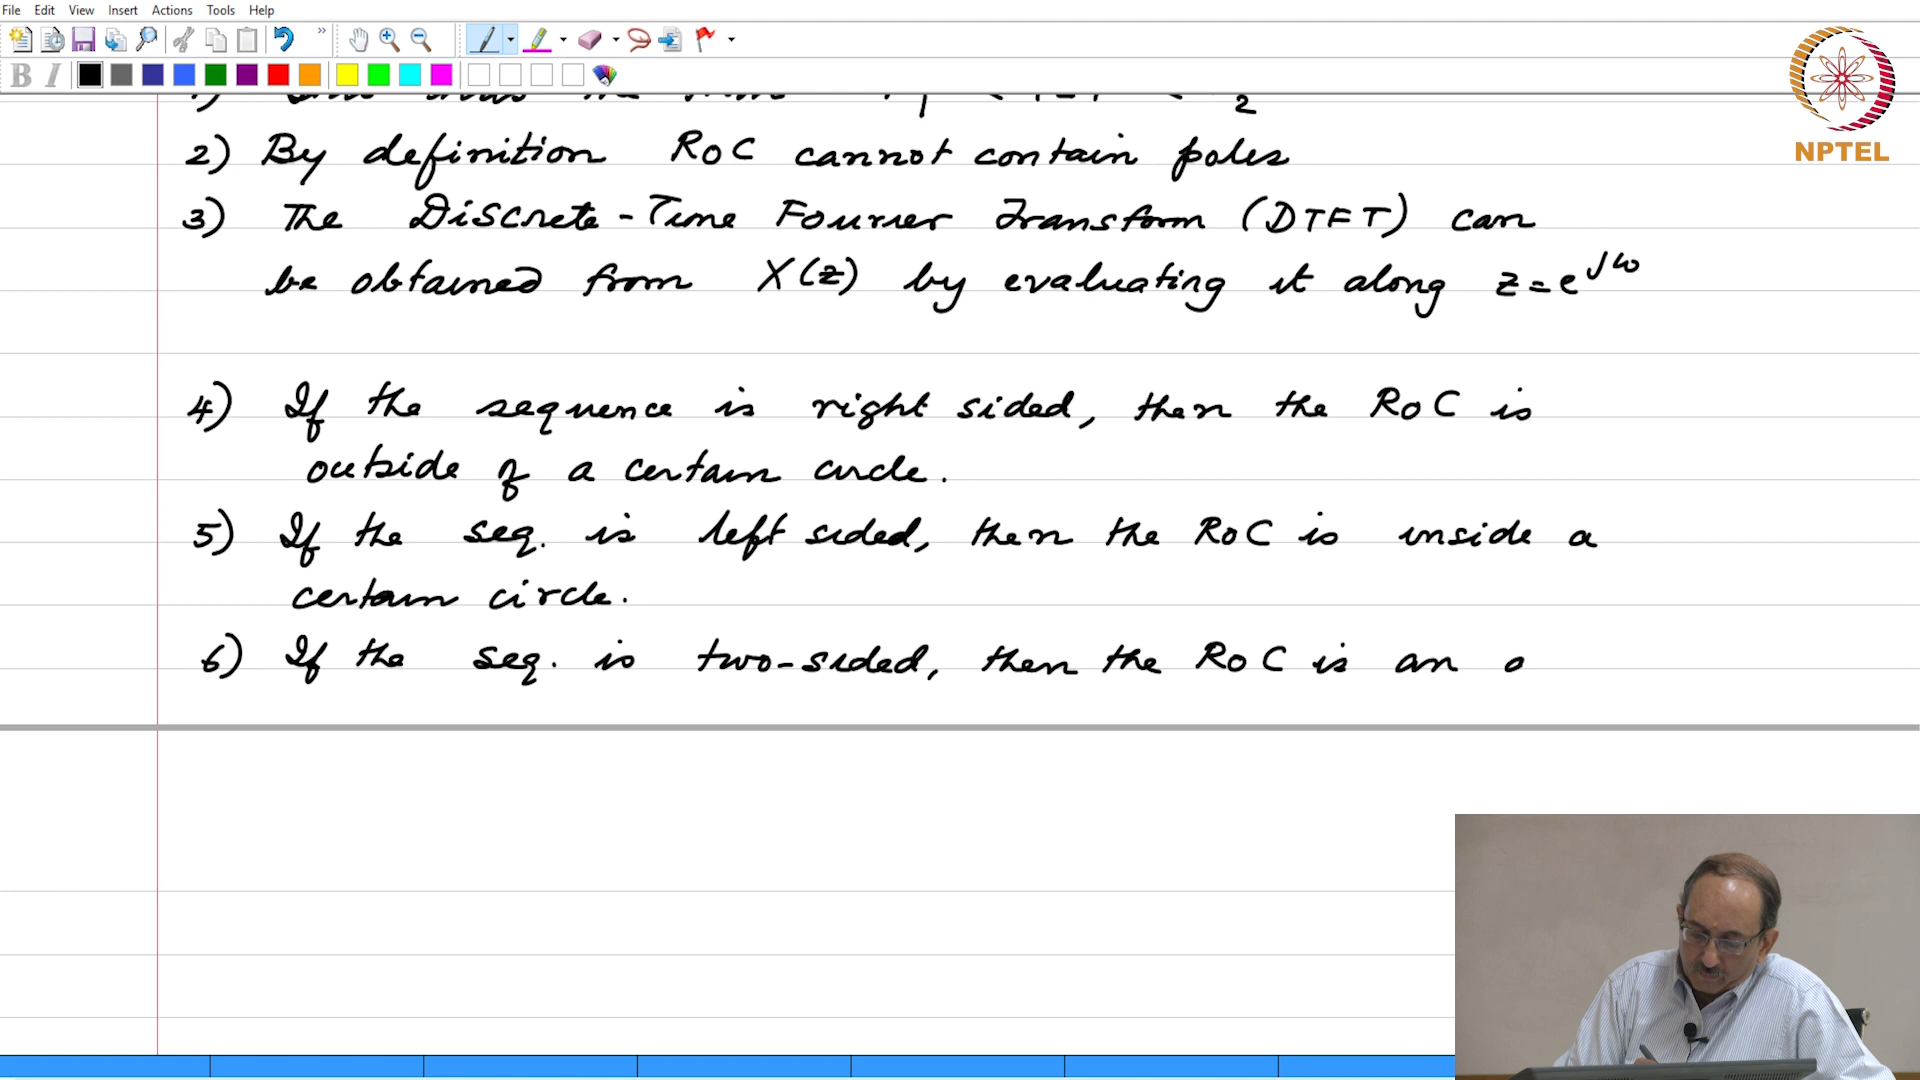 File Edit View Insert Actions Tools Help
B I
NPTEL
2) By definition RoC cannot contain poles
3) The Discrete-Time Fourier Transform (DTFT) can
be obtained from X(z) by evaluating it along z = e^jω
4) If the sequence is right sided, then the RoC is
outside of a certain circle.
5) If the seq. is left sided, then the RoC is inside a
certain circle.
6) If the seq. is two-sided, then the RoC is an